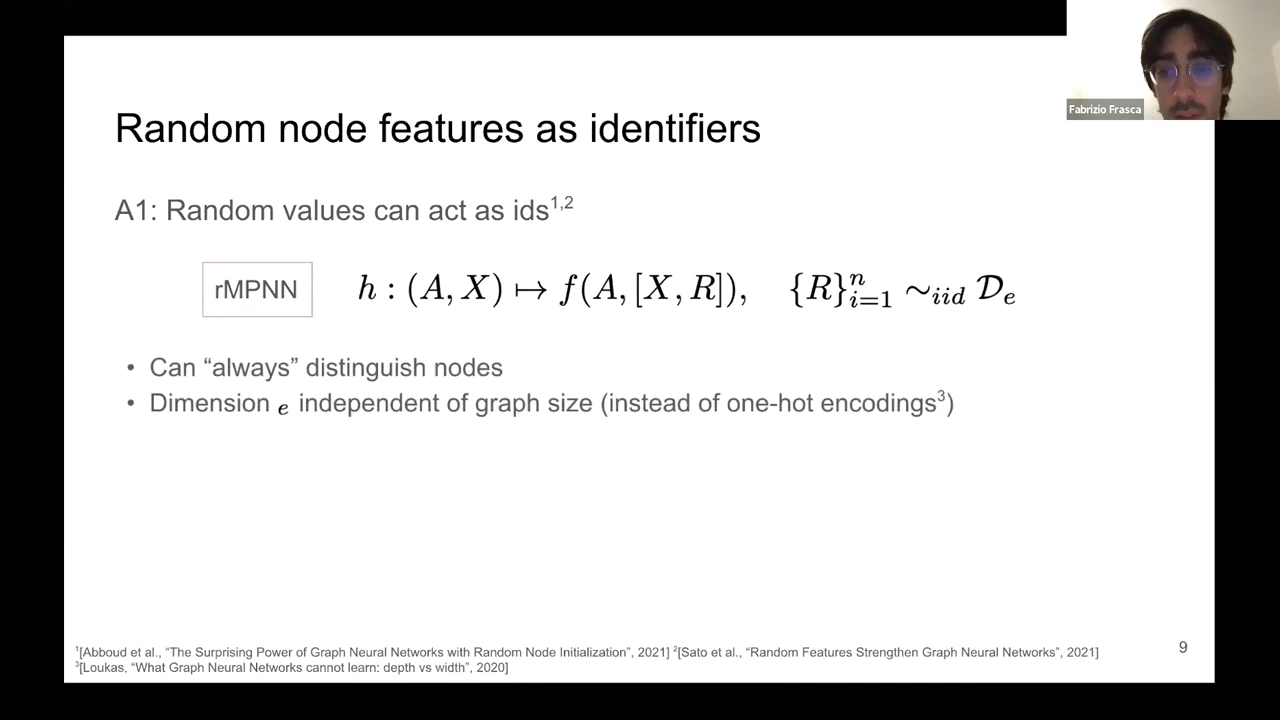 Fabrizio Frasca
Random node features as identifiers
A1: Random values can act as ids1,2
rMPNN h : (A, X) ↦ f(A, [X, R]), {R}ⁿᵢ₌₁ ∼iid 𝒟ₑ
• Can “always” distinguish nodes
• Dimension e independent of graph size (instead of one-hot encodings3)
1[Abboud et al., “The Surprising Power of Graph Neural Networks with Random Node Initialization”, 2021] 2[Sato et al., “Random Features Strengthen Graph Neural Networks”, 2021]
3[Loukas, “What Graph Neural Networks cannot learn: depth vs width”, 2020]
9